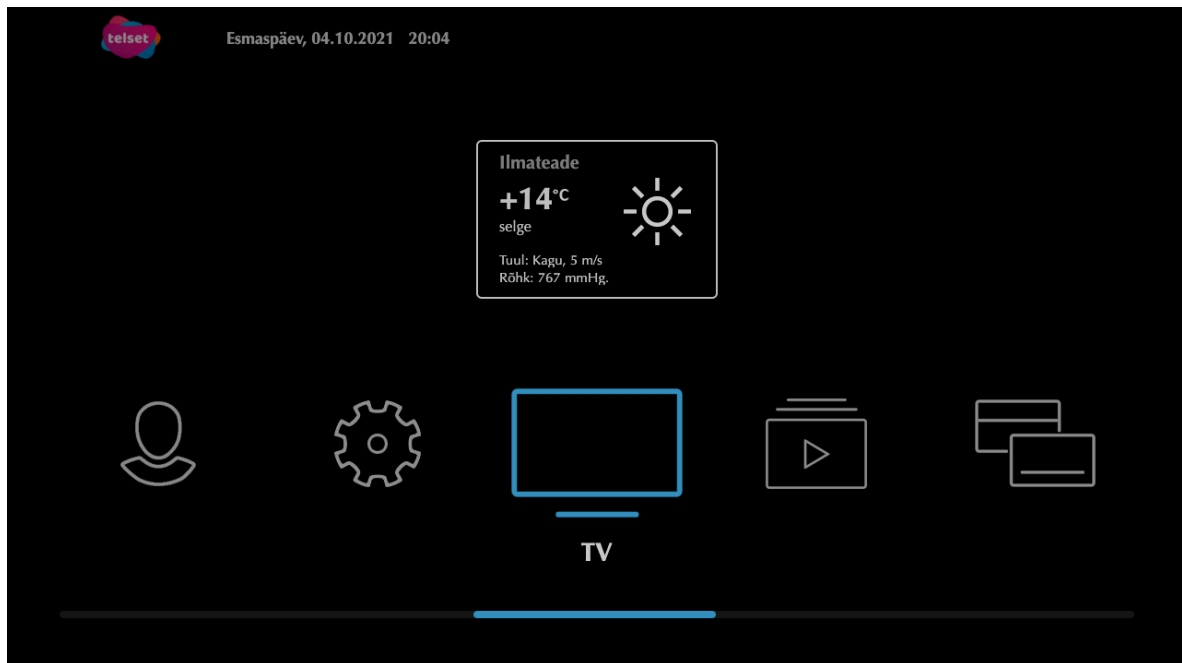 telset
Esmaspäev, 04.10.2021 20:04
Ilmateade
+14°C
selge
Tuul: Kagu, 5 m/s
Rõhk: 767 mmHg.
TV